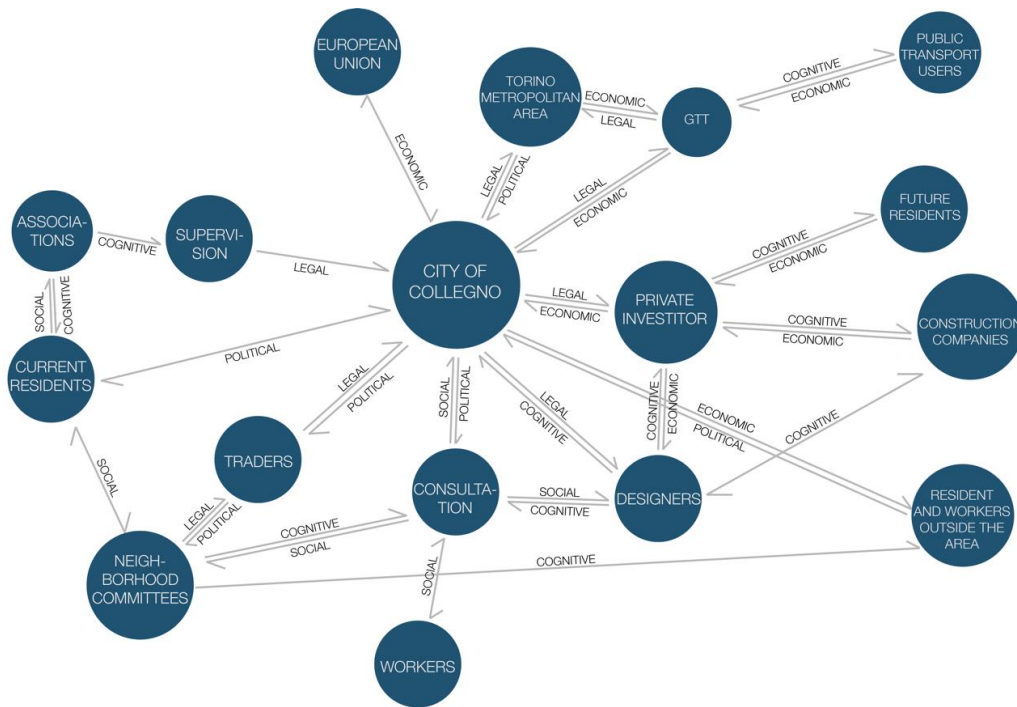 EUROPEAN
UNION
PUBLIC
TRANSPORT
USERS
TORINO
METROPOLITAN
AREA
ECONOMIC
LEGAL
GTT
COGNITIVE
ECONOMIC
ECONOMIC
LEGAL
POLITICAL
LEGAL
ECONOMIC
ASSOCIA-
TIONS
COGNITIVE
SUPERVI-
SION
LEGAL
FUTURE
RESIDENTS
COGNITIVE
ECONOMIC
CITY OF
COLLEGNO
LEGAL
ECONOMIC
PRIVATE
INVESTITOR
COGNITIVE
ECONOMIC
CONSTRUCTION
COMPANIES
SOCIAL
COGNITIVE
CURRENT
RESIDENTS
POLITICAL
LEGAL
POLITICAL
SOCIAL
POLITICAL
LEGAL
COGNITIVE
COGNITIVE
ECONOMIC
ECONOMIC
POLITICAL
COGNITIVE
SOCIAL
TRADERS
LEGAL
POLITICAL
CONSULTA-
TION
SOCIAL
COGNITIVE
DESIGNERS
RESIDENT
AND WORKERS
OUTSIDE THE
AREA
COGNITIVE
SOCIAL
NEIGH-
BORHOOD
COMMITTEES
COGNITIVE
SOCIAL
WORKERS